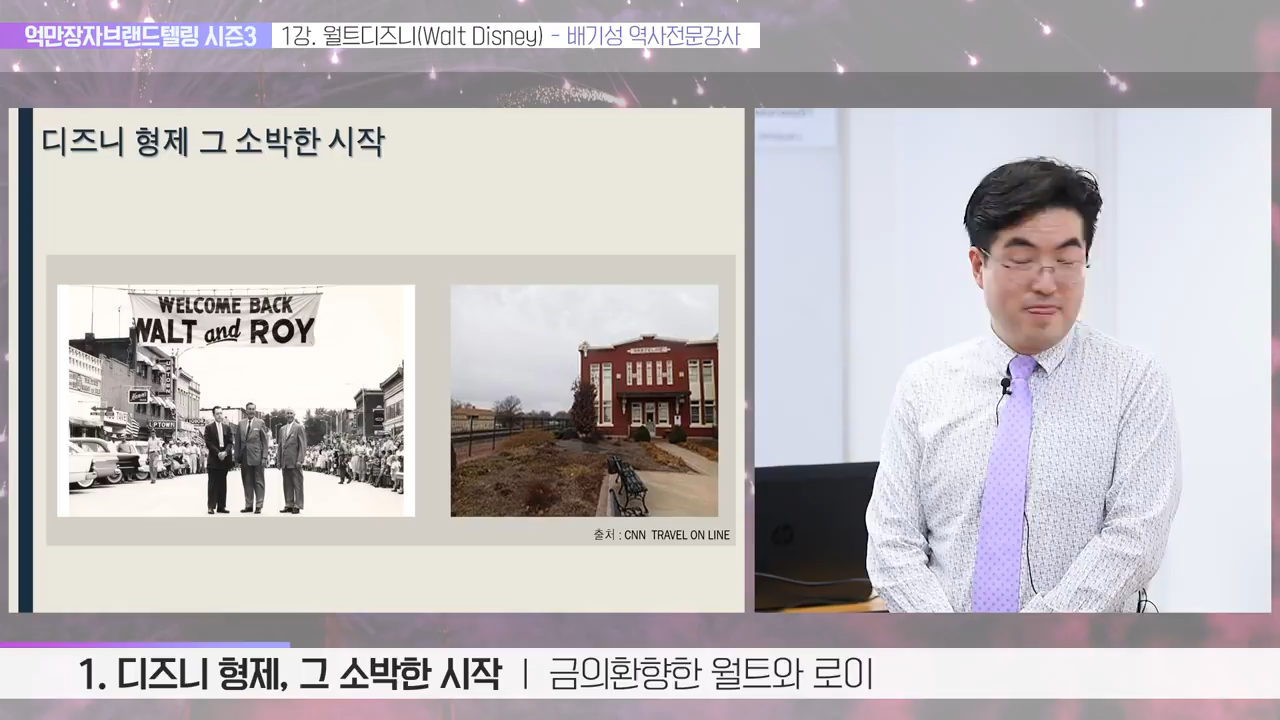 억만장자브랜드텔링 시즌3
1강. 월트디즈니(Walt Disney) - 배기성 역사전문강사
디즈니 형제 그 소박한 시작
WELCOME BACK
WALT and ROY
UPTOWN
출처 : CNN TRAVEL ON LINE
1. 디즈니 형제, 그 소박한 시작 | 금의환향한 월트와 로이